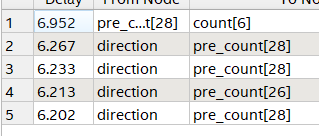 Delay From Node To No
1 6.952 pre_c...t[28] count[6]
2 6.267 direction pre_count[28]
3 6.233 direction pre_count[28]
4 6.213 direction pre_count[26]
5 6.202 direction pre_count[28]